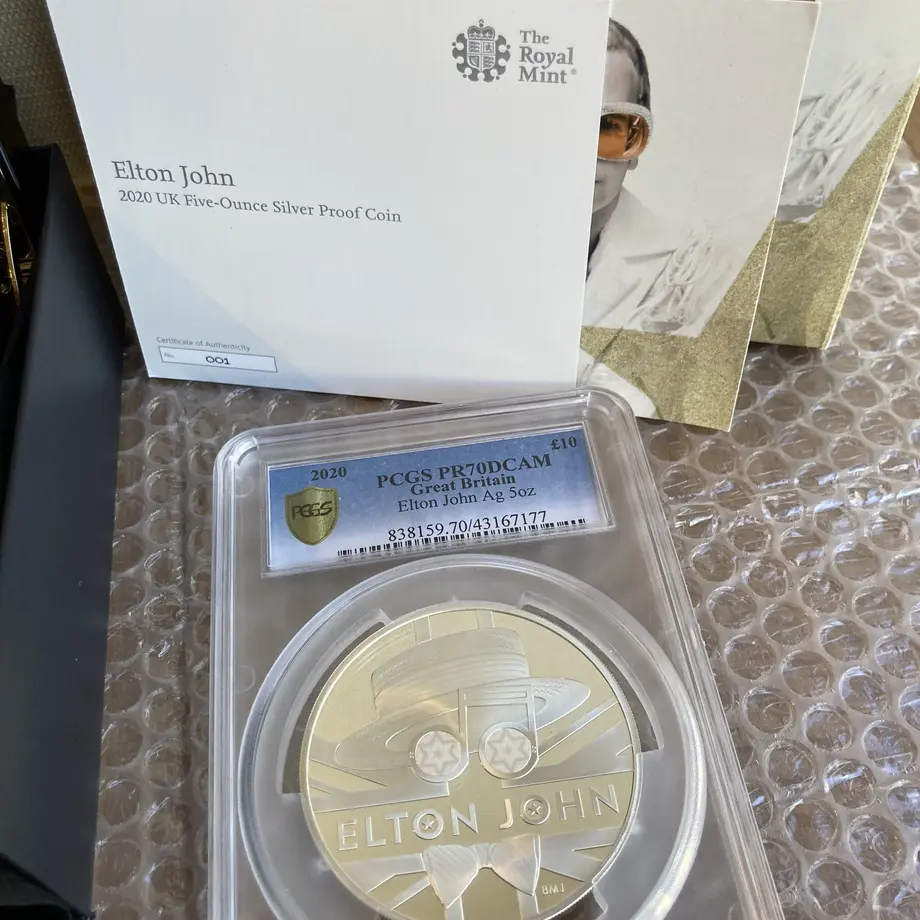 The
Royal
Mint®
Elton John
2020 UK Five-Ounce Silver Proof Coin
Certificate of Authenticity
No. 001
2020 PCGS PR70DCAM £10
Great Britain
Elton John Ag 5oz
PCGS
838159.70/43167177
ELTON JOHN
BMJ